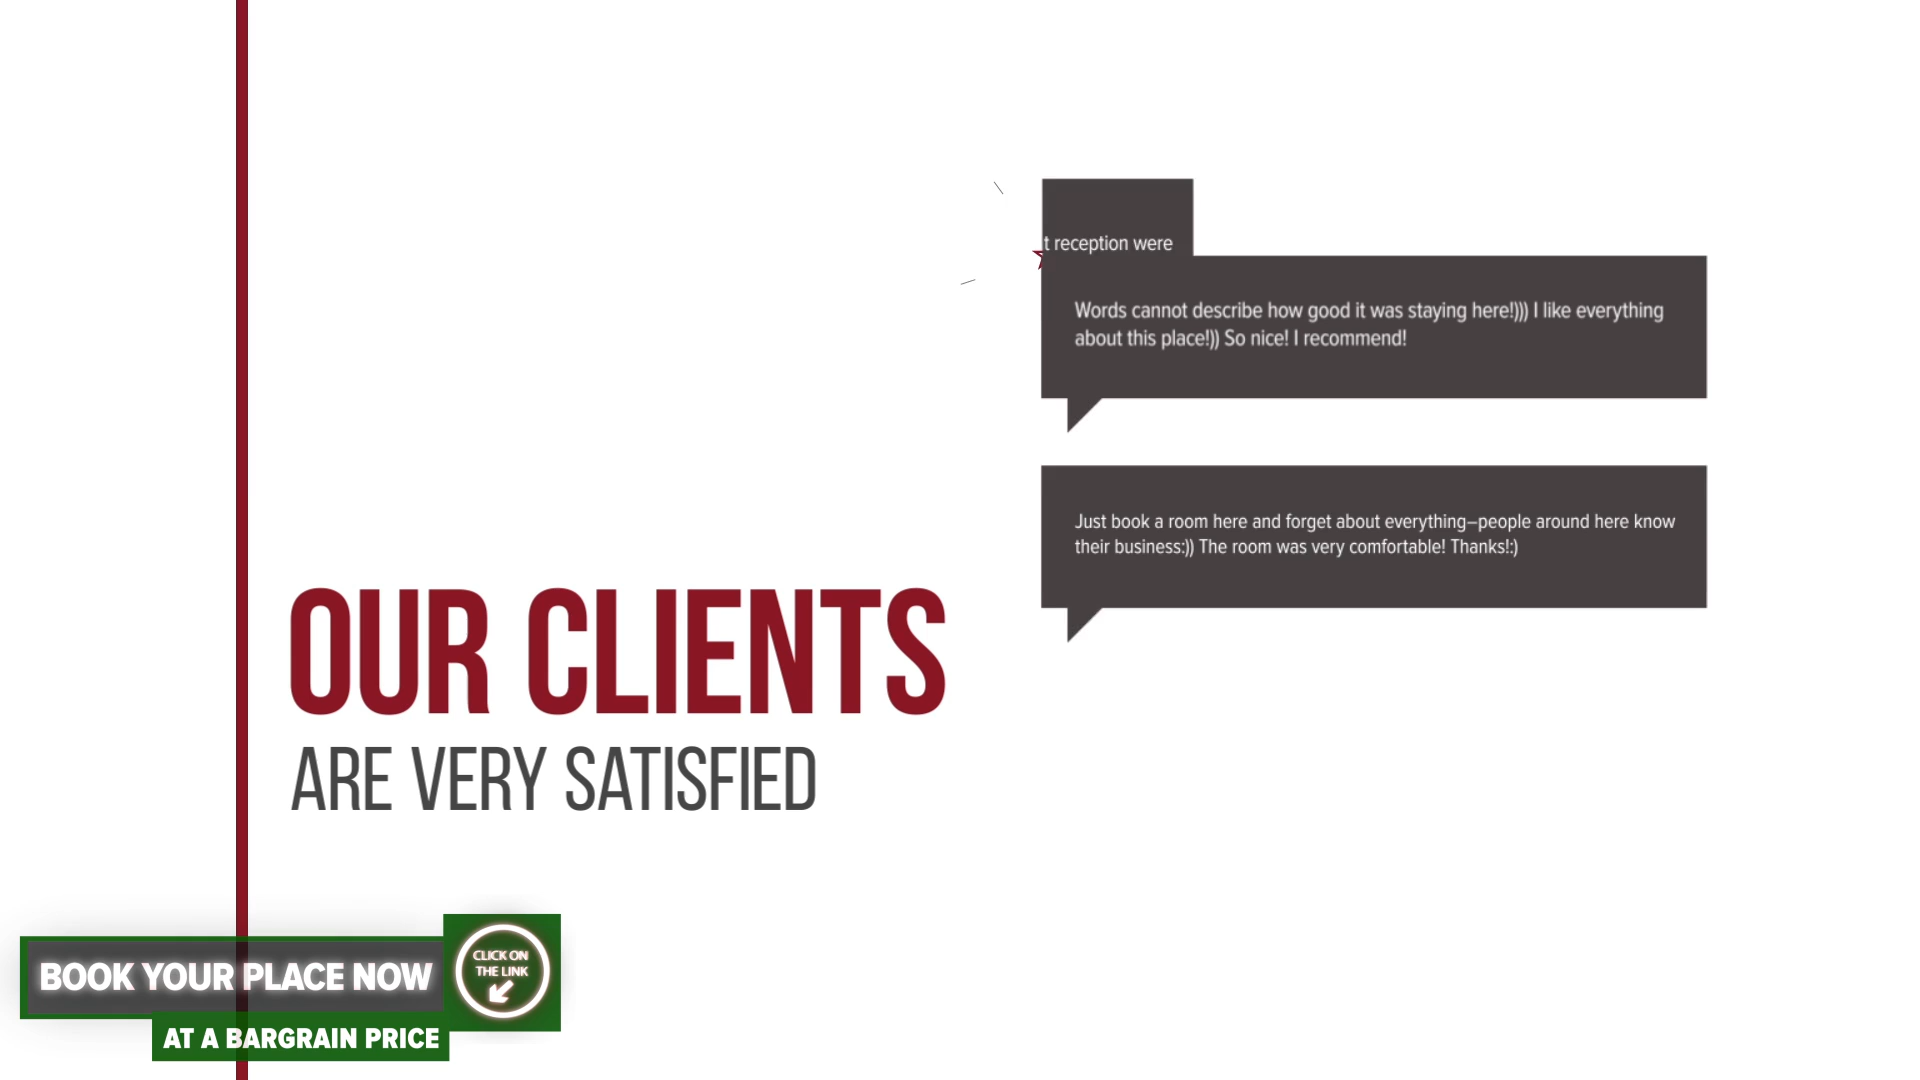 t reception were
Words cannot describe how good it was staying here!))) I like everything
about this place!)) So nice! I recommend!
Just book a room here and forget about everything–people around here know
their business:)) The room was very comfortable! Thanks!:)
OUR CLIENTS
ARE VERY SATISFIED
BOOK YOUR PLACE NOW
CLICK ON
THE LINK
AT A BARGRAIN PRICE